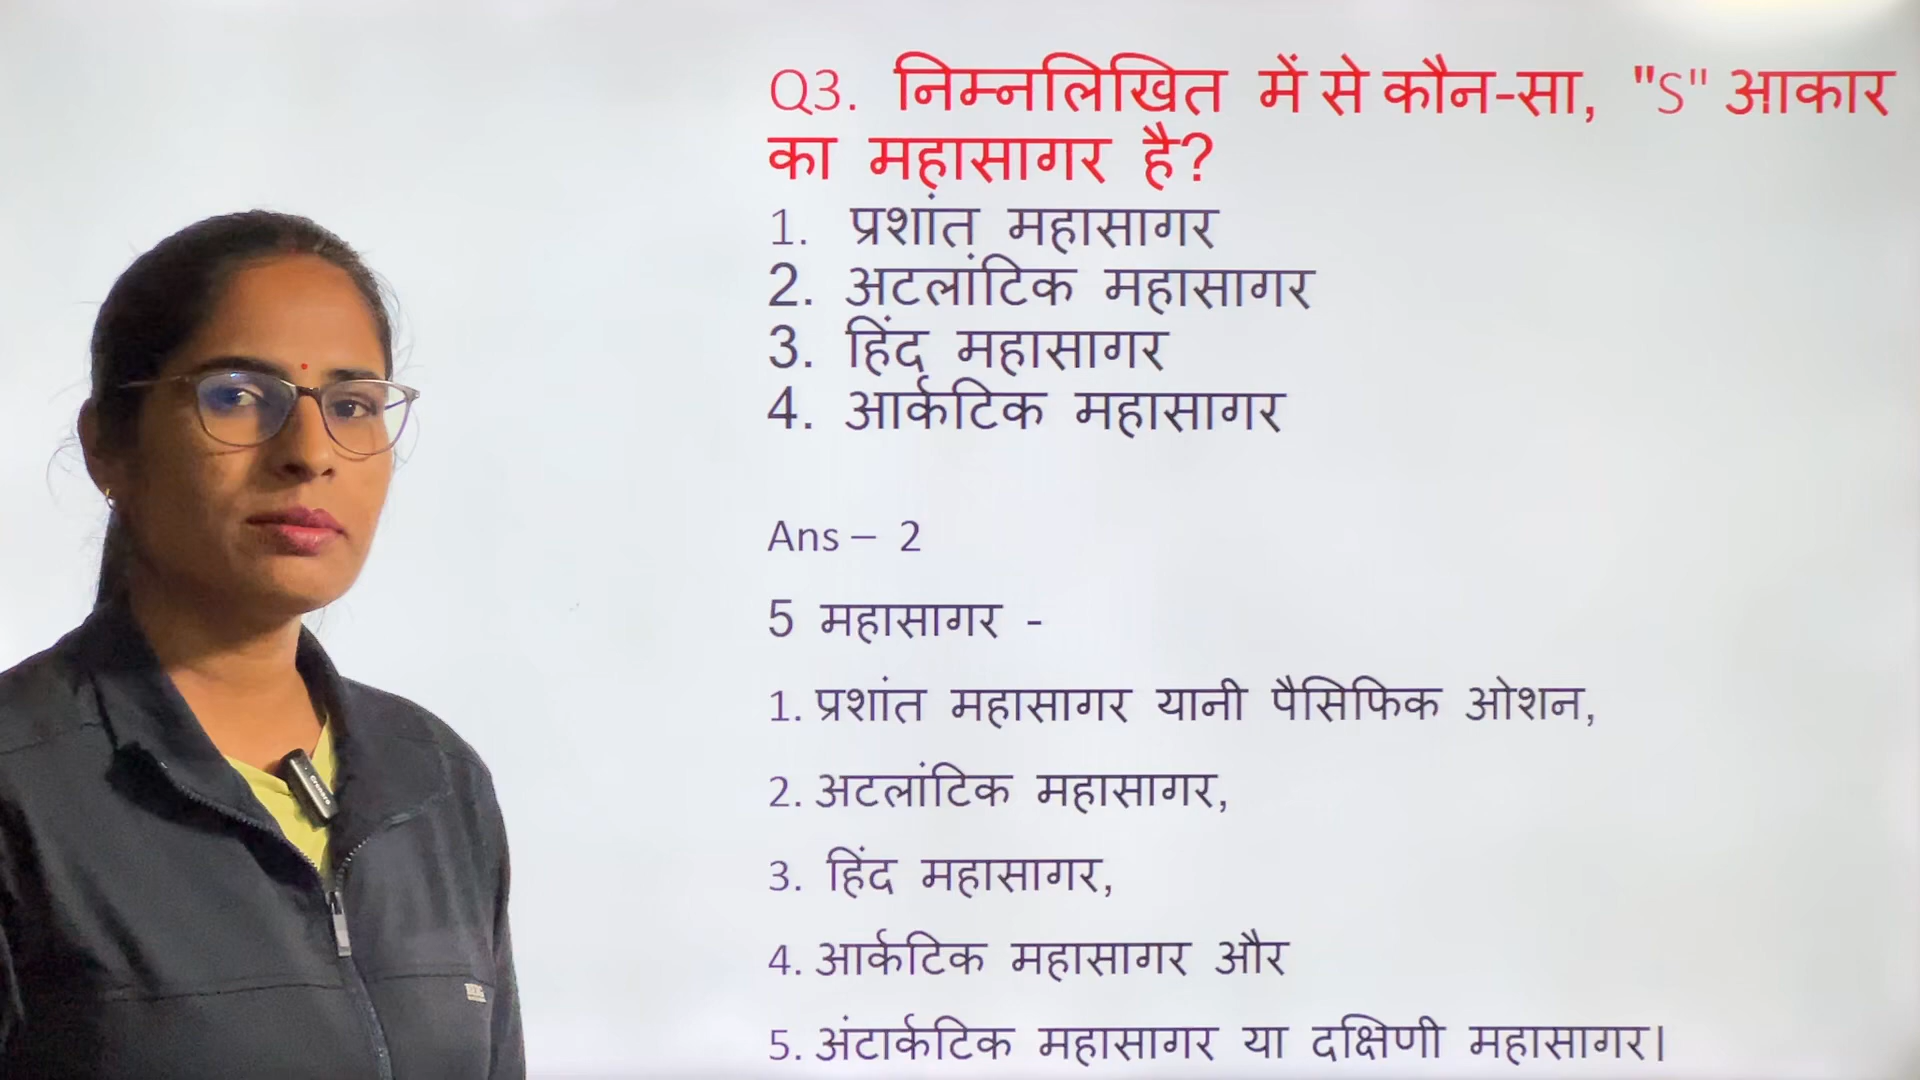 Q3. निम्नलिखित में से कौन-सा, "S" आकार
का महासागर है?
1. प्रशांत महासागर
2. अटलांटिक महासागर
3. हिंद महासागर
4. आर्कटिक महासागर
Ans – 2
5 महासागर -
1. प्रशांत महासागर यानी पैसिफिक ओशन,
2. अटलांटिक महासागर,
3. हिंद महासागर,
4. आर्कटिक महासागर और
5. अंटार्कटिक महासागर या दक्षिणी महासागर।